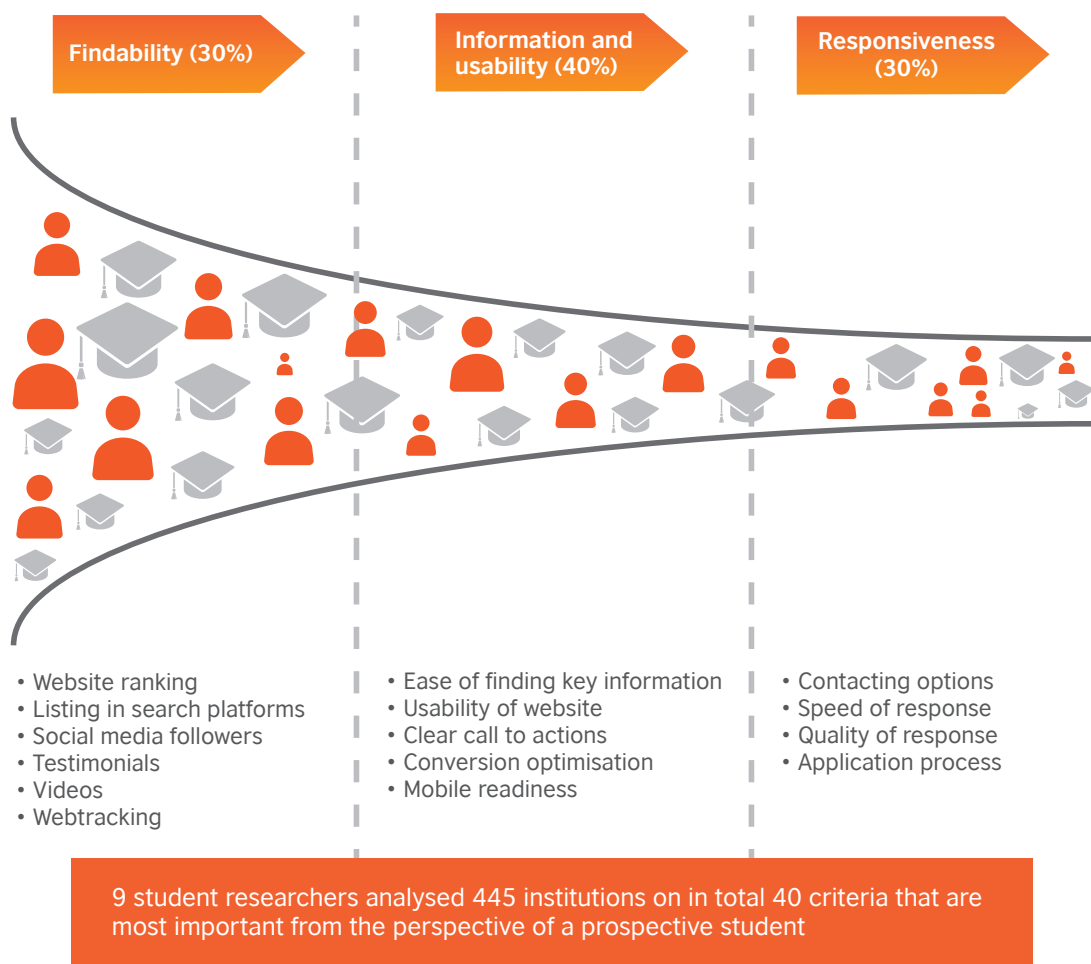 Findability (30%)
Information and
usability (40%)
Responsiveness
(30%)
• Website ranking
• Listing in search platforms
• Social media followers
• Testimonials
• Videos
• Webtracking
• Ease of finding key information
• Usability of website
• Clear call to actions
• Conversion optimisation
• Mobile readiness
• Contacting options
• Speed of response
• Quality of response
• Application process
9 student researchers analysed 445 institutions on in total 40 criteria that are
most important from the perspective of a prospective student